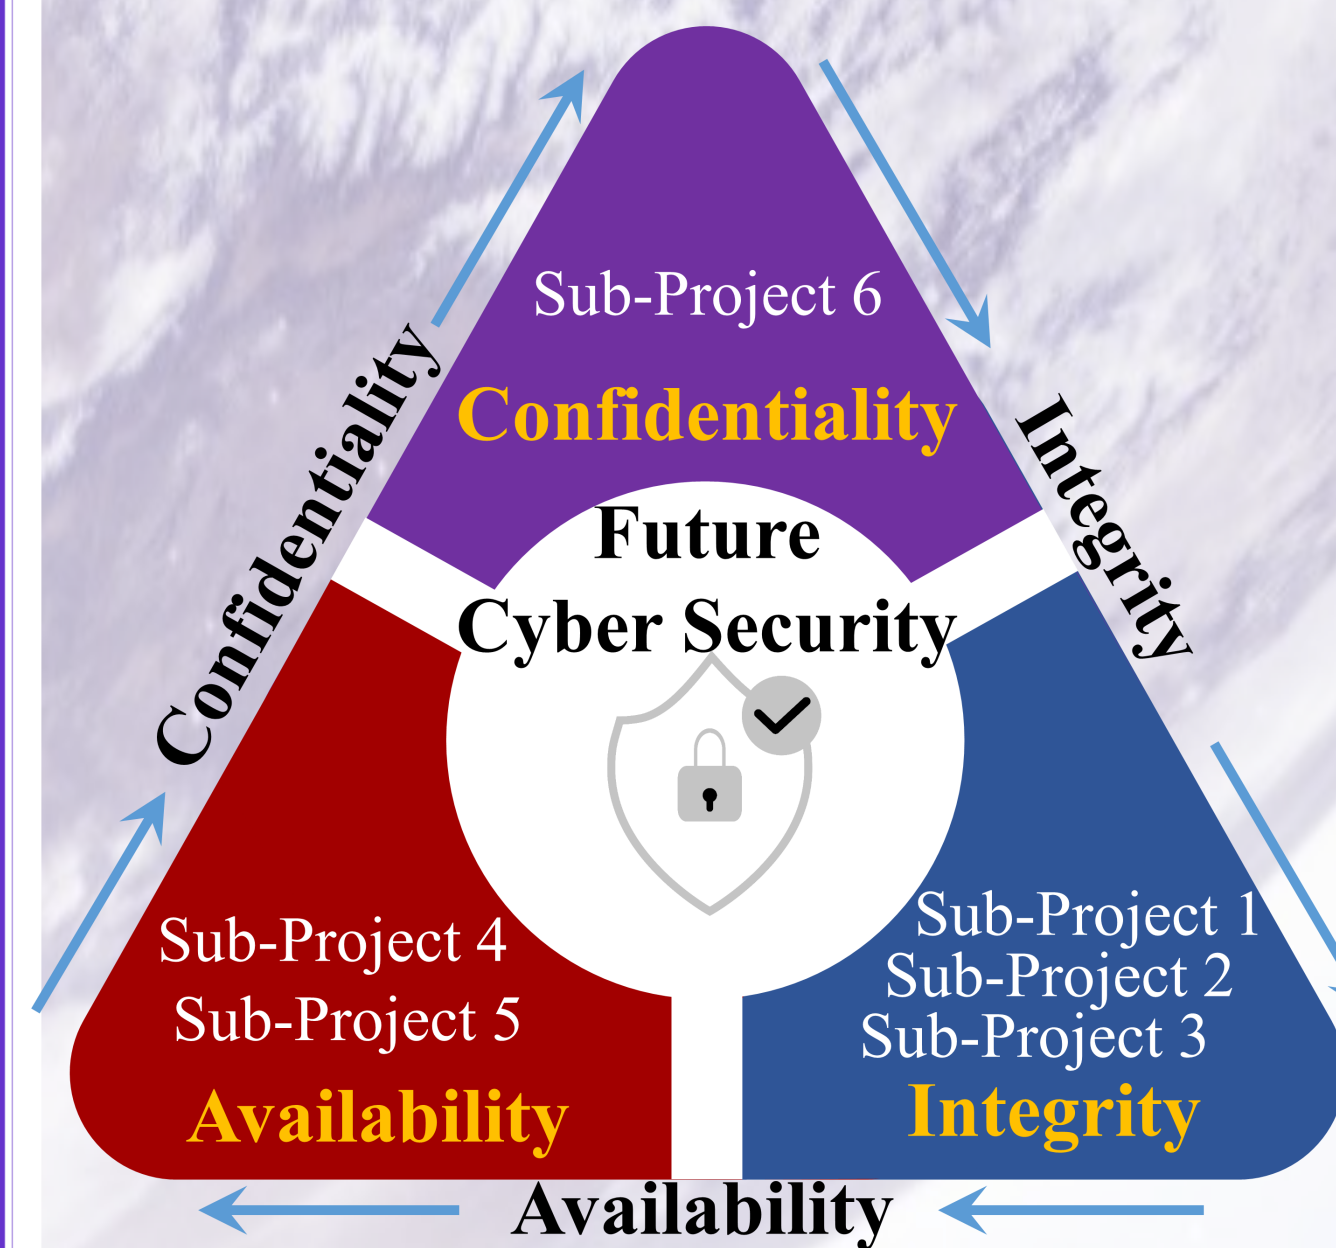 Sub-Project 6
Confidentiality
Confidentiality
Integrity
Future
Cyber Security
Sub-Project 4
Sub-Project 5
Availability
Sub-Project 1
Sub-Project 2
Sub-Project 3
Integrity
Availability